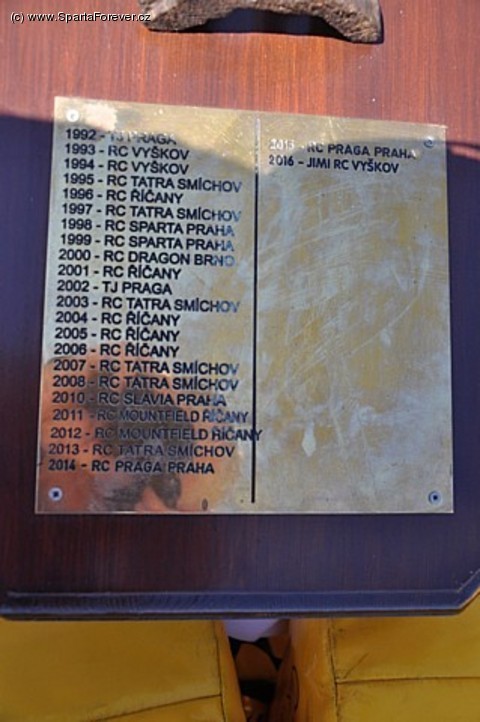 (c) www.SpartaForever.cz
1992 - TJ PRAGA
1993 - RC VYŠKOV
1994 - RC VYŠKOV
1995 - RC TATRA SMÍCHOV
1996 - RC ŘÍČANY
1997 - RC TATRA SMÍCHOV
1998 - RC SPARTA PRAHA
1999 - RC SPARTA PRAHA
2000 - RC DRAGON BRNO
2001 - RC ŘÍČANY
2002 - TJ PRAGA
2003 - RC TATRA SMÍCHOV
2004 - RC ŘÍČANY
2005 - RC ŘÍČANY
2006 - RC ŘÍČANY
2007 - RC TATRA SMÍCHOV
2008 - RC TATRA SMÍCHOV
2010 - RC SLAVIA PRAHA
2011 - RC MOUNTFIELD ŘÍČANY
2012 - RC MOUNTFIELD ŘÍČANY
2013 - RC TATRA SMÍCHOV
2014 - RC PRAGA PRAHA
2015 - RC PRAGA PRAHA
2016 - JIMI RC VYŠKOV